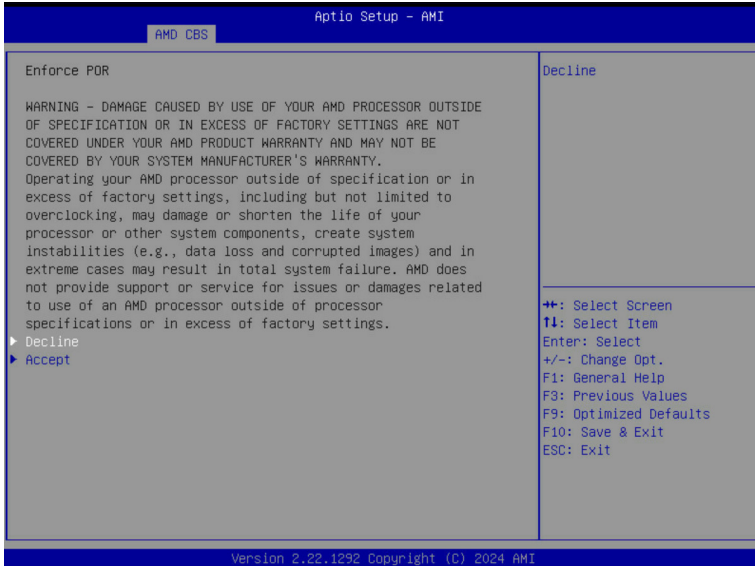 Aptio Setup – AMI
AMD CBS
Enforce POR
WARNING – DAMAGE CAUSED BY USE OF YOUR AMD PROCESSOR OUTSIDE
OF SPECIFICATION OR IN EXCESS OF FACTORY SETTINGS ARE NOT
COVERED UNDER YOUR AMD PRODUCT WARRANTY AND MAY NOT BE
COVERED BY YOUR SYSTEM MANUFACTURER'S WARRANTY.
Operating your AMD processor outside of specification or in
excess of factory settings, including but not limited to
overclocking, may damage or shorten the life of your
processor or other system components, create system
instabilities (e.g., data loss and corrupted images) and in
extreme cases may result in total system failure. AMD does
not provide support or service for issues or damages related
to use of an AMD processor outside of processor
specifications or in excess of factory settings.
Decline
Accept
Decline
→←: Select Screen
↑↓: Select Item
Enter: Select
+/-: Change Opt.
F1: General Help
F3: Previous Values
F9: Optimized Defaults
F10: Save & Exit
ESC: Exit
Version 2.22.1292 Copyright (C) 2024 AMI